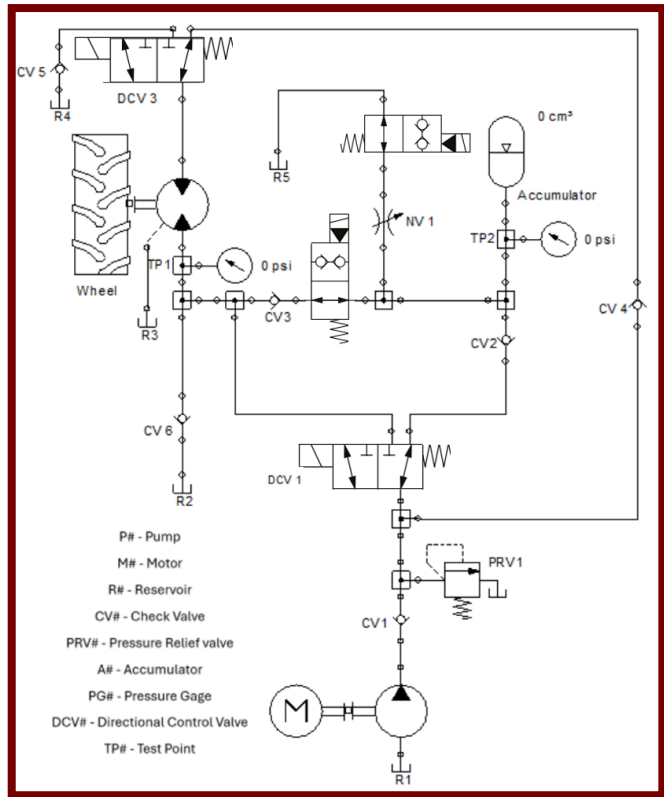 CV 5
R4
DCV 3
0 cm³
R5
Accumulator
NV 1
TP2
0 psi
TP1
0 psi
Wheel
R3
CV3
CV 4
CV2
CV 6
DCV 1
R2
P# - Pump
M# - Motor
R# - Reservoir
CV# - Check Valve
PRV# - Pressure Relief valve
A# - Accumulator
PG# - Pressure Gage
DCV# - Directional Control Valve
TP# - Test Point
PRV1
CV1
M
R1